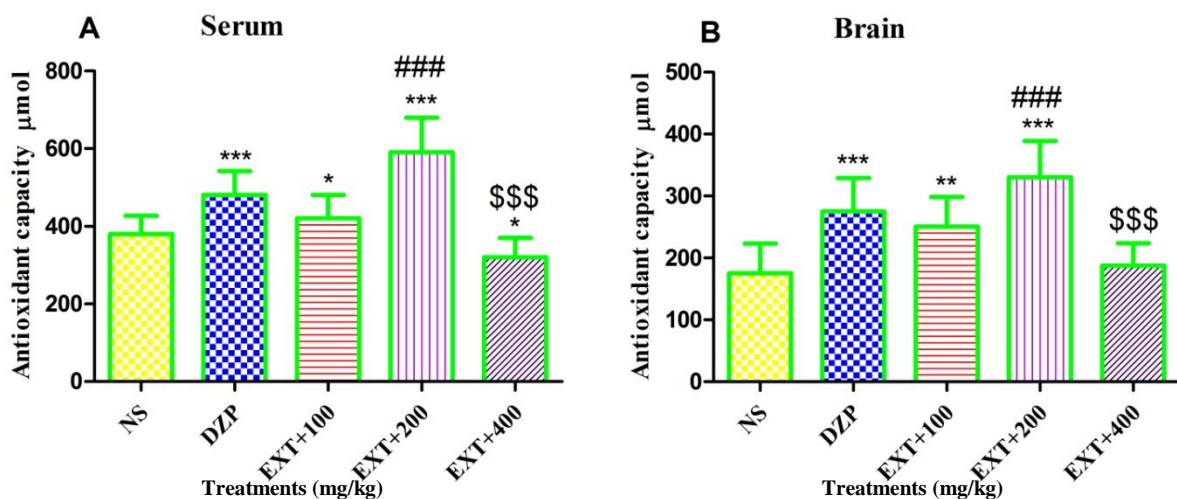 A Serum
Antioxidant capacity μmol
800
600
400
200
0
***
*
###
***
$$$
*
NS
DZP
EXT+100
EXT+200
EXT+400
Treatments (mg/kg)
B Brain
Antioxidant capacity μmol
500
400
300
200
100
0
***
**
###
***
$$$
NS
DZP
EXT+100
EXT+200
EXT+400
Treatments (mg/kg)